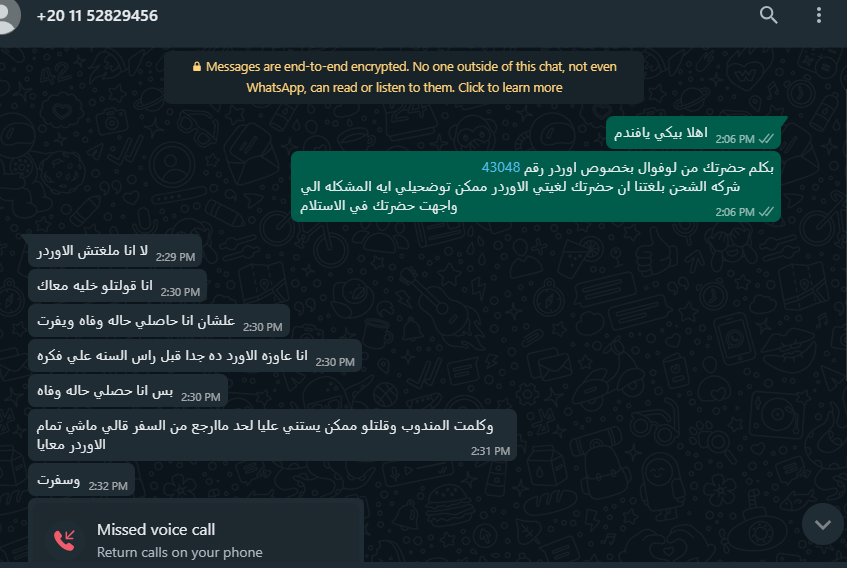 +20 11 52829456
Messages are end-to-end encrypted. No one outside of this chat, not even
WhatsApp, can read or listen to them. Click to learn more
اهلا بيكي يافندم
2:06 PM
بكلم حضرتك من لوفوال بخصوص اوردر رقم 43048
شركه الشحن بلغتنا ان حضرتك لغيتي الاوردر ممكن توضحيلي ايه المشكله الي
واجهت حضرتك في الاستلام
2:06 PM
لا انا ملغتش الاوردر
2:29 PM
انا قولتلو خليه معاك
2:30 PM
علشان انا حاصلي حاله وفاه ويفرت
2:30 PM
انا عاوزه الاورد ده جدا قبل راس السنه علي فكره
2:30 PM
بس انا حصلي حاله وفاه
2:30 PM
وكلمت المندوب وقلتلو ممكن يستني عليا لحد ماارجع من السفر قالي ماشي تمام
الاوردر معايا
2:31 PM
وسفرت
2:32 PM
Missed voice call
Return calls on your phone